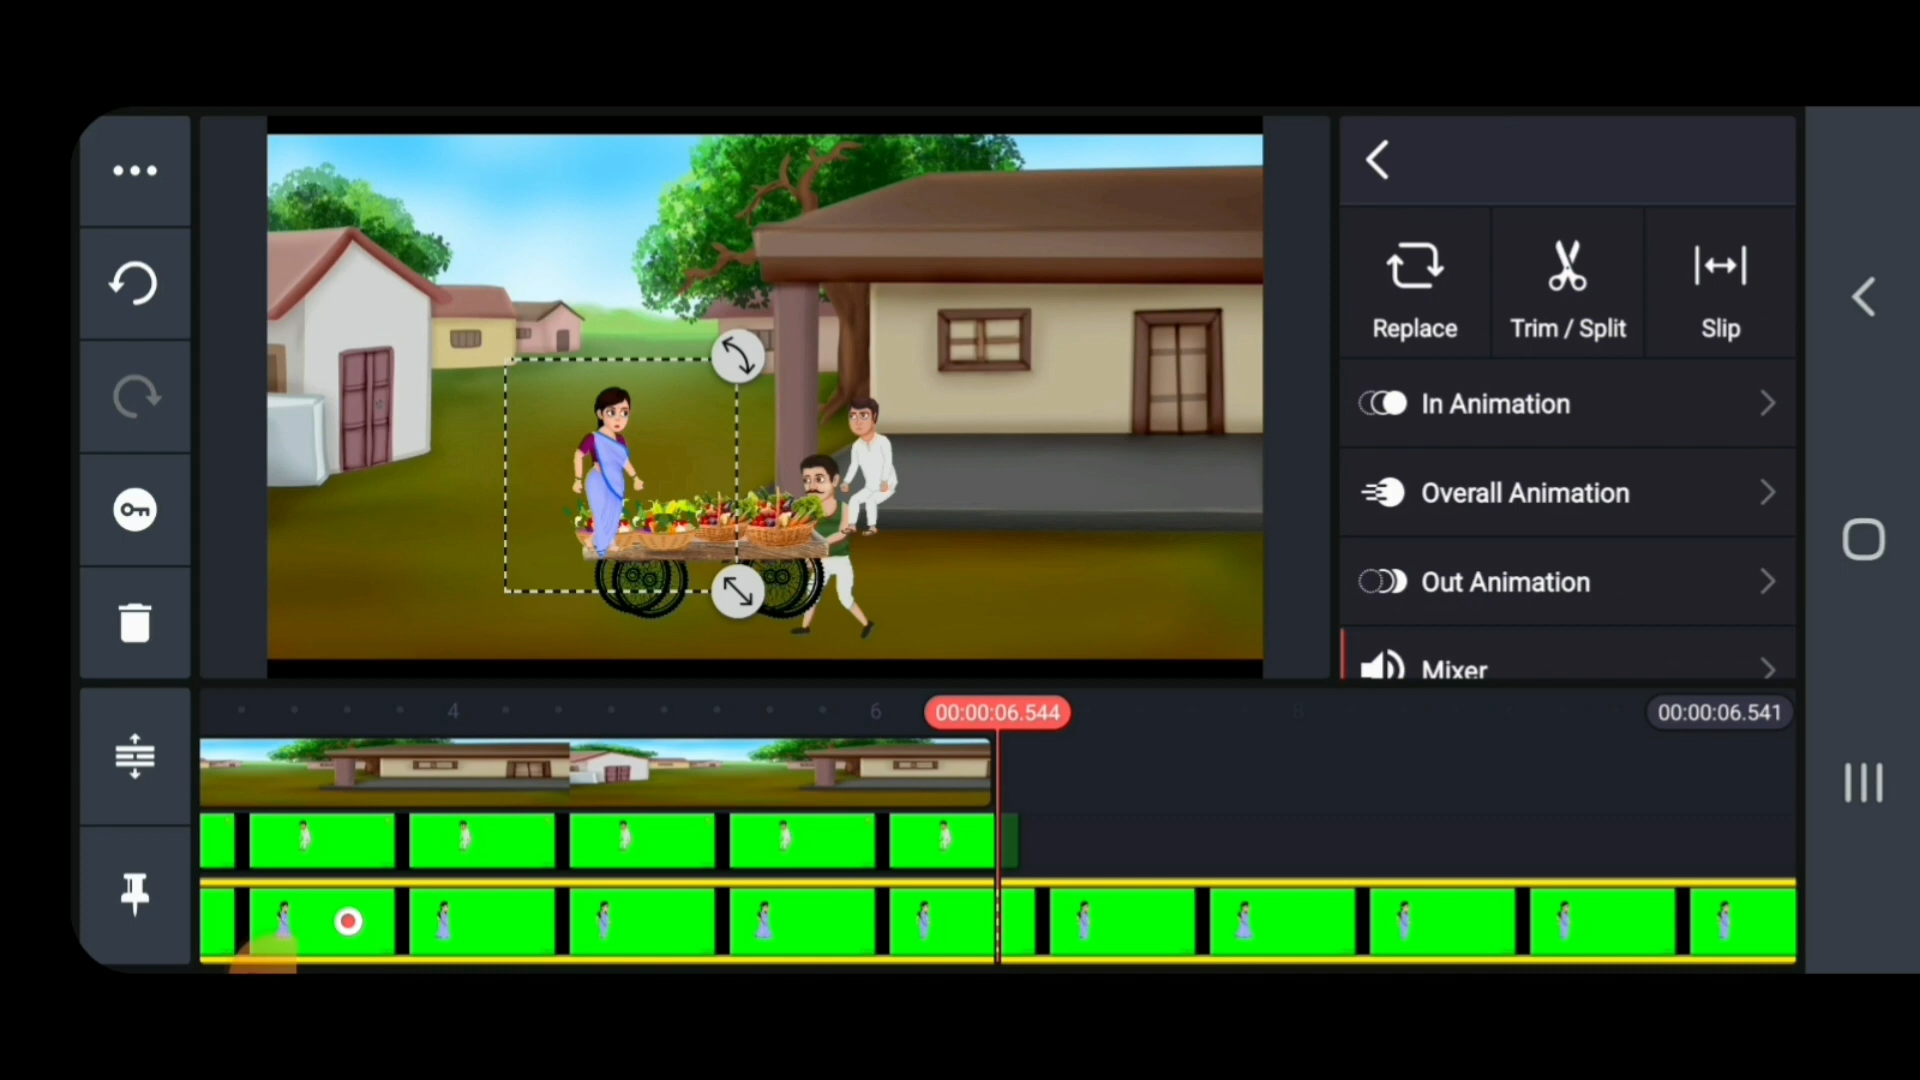 Replace
Trim / Split
Slip
In Animation
Overall Animation
Out Animation
Mixer
4
6
00:00:06.544
8
00:00:06.541